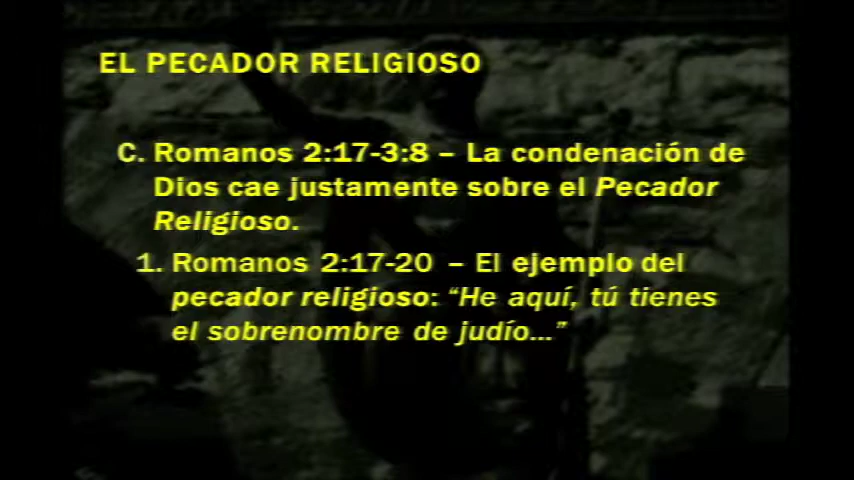 EL PECADOR RELIGIOSO
C. Romanos 2:17-3:8 – La condenación de
Dios cae justamente sobre el Pecador
Religioso.
1. Romanos 2:17-20 – El ejemplo del
pecador religioso: “He aquí, tú tienes
el sobrenombre de judío...”